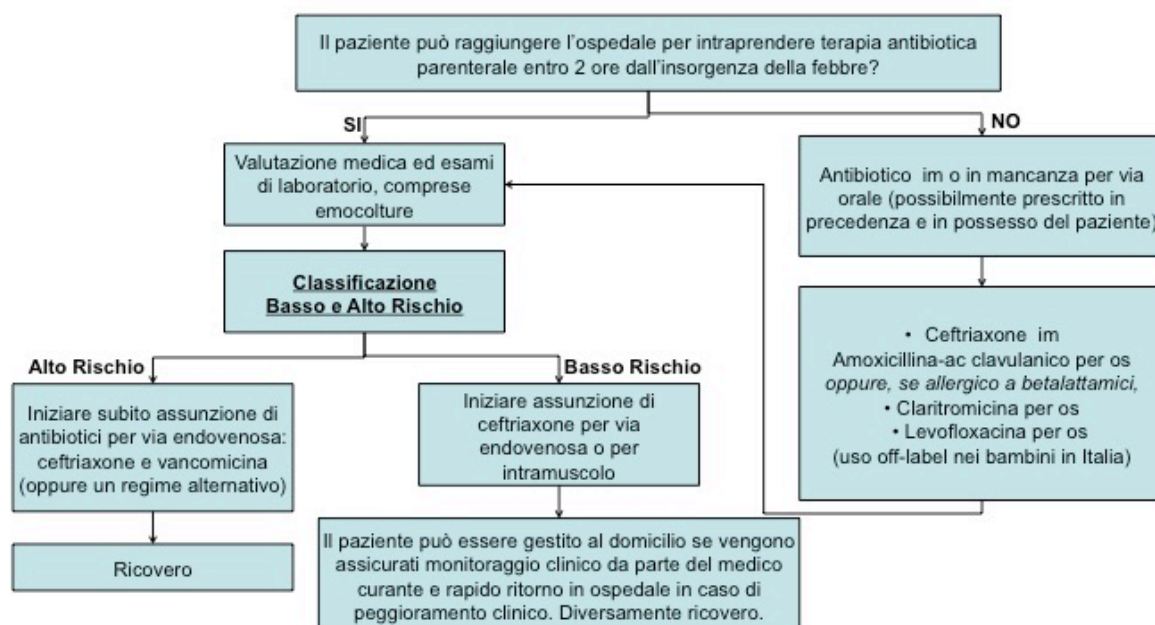 Il paziente può raggiungere l'ospedale per intraprendere terapia antibiotica
parenterale entro 2 ore dall'insorgenza della febbre?
SI
NO
Valutazione medica ed esami
di laboratorio, comprese
emocolture
Antibiotico im o in mancanza per via
orale (possibilmente prescritto in
precedenza e in possesso del paziente)
Classificazione
Basso e Alto Rischio
• Ceftriaxone im
Amoxicillina-ac clavulanico per os
oppure, se allergico a betalattamici,
• Claritromicina per os
• Levofloxacina per os
(uso off-label nei bambini in Italia)
Alto Rischio
Basso Rischio
Iniziare subito assunzione di
antibiotici per via endovenosa:
ceftriaxone e vancomicina
(oppure un regime alternativo)
Iniziare assunzione di
ceftriaxone per via
endovenosa o per
intramuscolo
Ricovero
Il paziente può essere gestito al domicilio se vengono
assicurati monitoraggio clinico da parte del medico
curante e rapido ritorno in ospedale in caso di
peggioramento clinico. Diversamente ricovero.